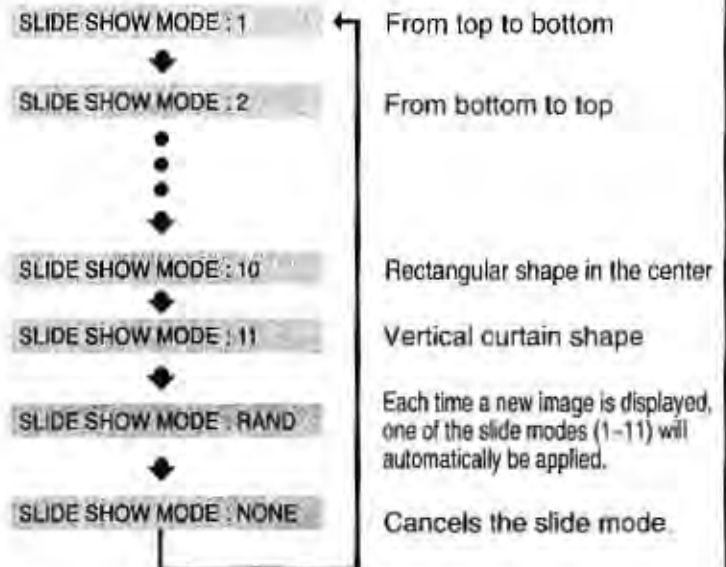 SLIDE SHOW MODE : 1
From top to bottom
SLIDE SHOW MODE : 2
From bottom to top
SLIDE SHOW MODE : 10
Rectangular shape in the center
SLIDE SHOW MODE : 11
Vertical curtain shape
SLIDE SHOW MODE : RAND
Each time a new image is displayed,
one of the slide modes (1-11) will
automatically be applied.
SLIDE SHOW MODE : NONE
Cancels the slide mode.